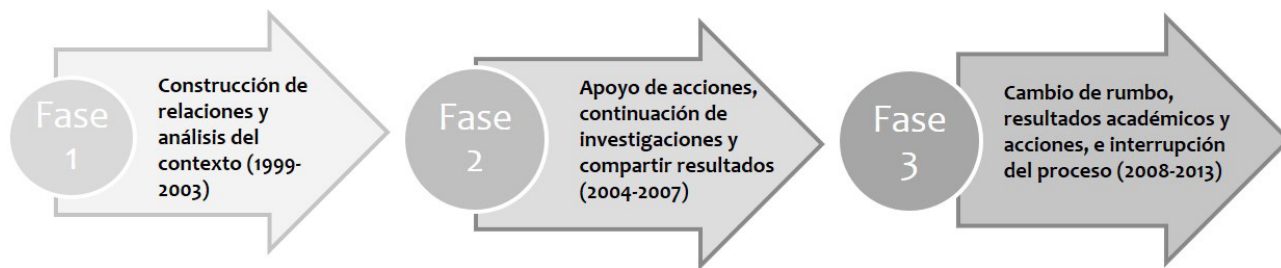 Fase
1
Construcción de
relaciones y
análisis del
contexto (1999-
2003)
Fase
2
Apoyo de acciones,
continuación de
investigaciones y
compartir resultados
(2004-2007)
Fase
3
Cambio de rumbo,
resultados académicos y
acciones, e interrupción
del proceso (2008-2013)